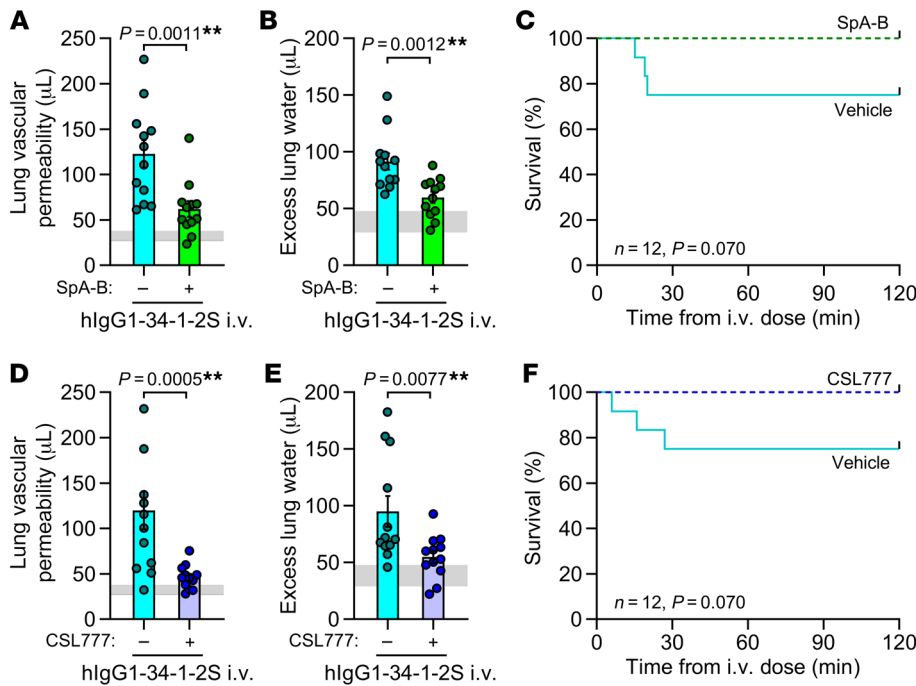 A
P = 0.0011**
Lung vascular
permeability (μL)
250
200
150
100
50
0
SpA-B: – +
hIgG1-34-1-2S i.v.
B
P = 0.0012**
Excess lung water (μL)
200
150
100
50
0
SpA-B: – +
hIgG1-34-1-2S i.v.
C
SpA-B
Vehicle
Survival (%)
100
80
60
40
20
0
n = 12, P = 0.070
0 30 60 90 120
Time from i.v. dose (min)
D
P = 0.0005**
Lung vascular
permeability (μL)
250
200
150
100
50
0
CSL777: – +
hIgG1-34-1-2S i.v.
E
P = 0.0077**
Excess lung water (μL)
200
150
100
50
0
CSL777: – +
hIgG1-34-1-2S i.v.
F
CSL777
Vehicle
Survival (%)
100
80
60
40
20
0
n = 12, P = 0.070
0 30 60 90 120
Time from i.v. dose (min)